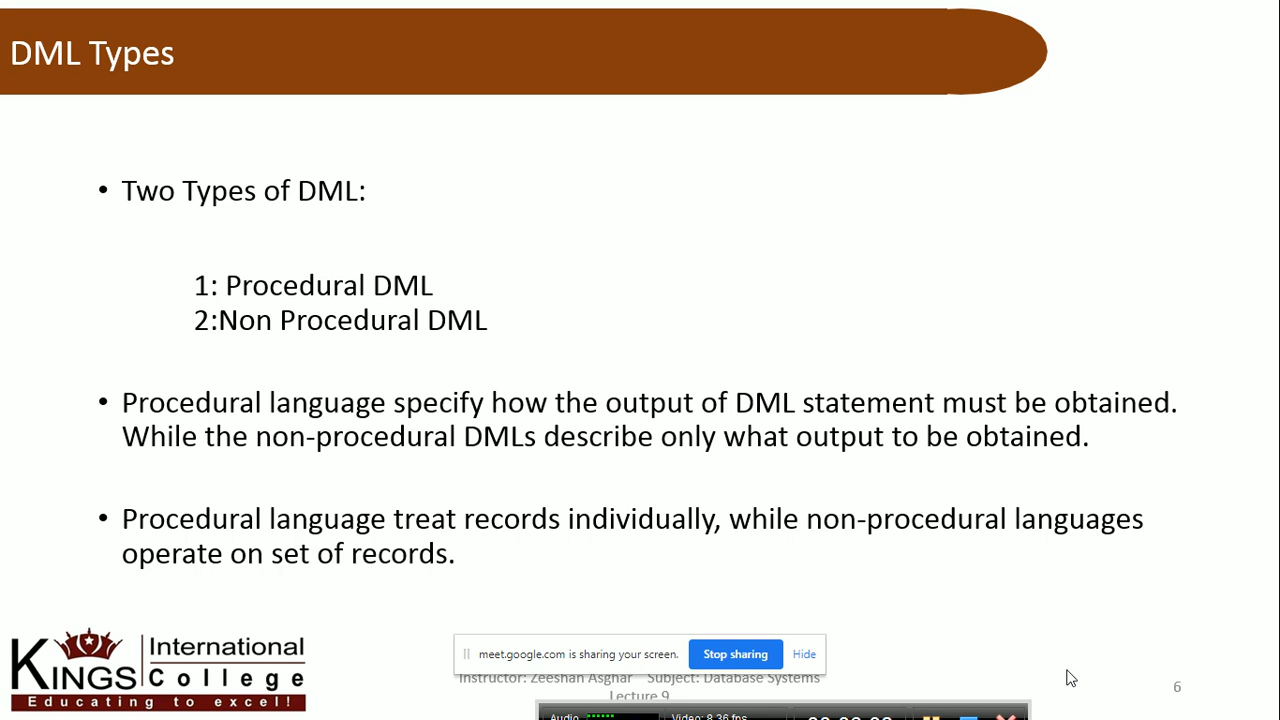 DML Types
• Two Types of DML:
1: Procedural DML
2:Non Procedural DML
• Procedural language specify how the output of DML statement must be obtained.
While the non-procedural DMLs describe only what output to be obtained.
• Procedural language treat records individually, while non-procedural languages
operate on set of records.
KINGS International
College
Educating to excel!
meet.google.com is sharing your screen. Stop sharing Hide
Instructor: Zeeshan Asghar Subject: Database Systems
Lecture 9
6
Audio Video: 8.36 fps